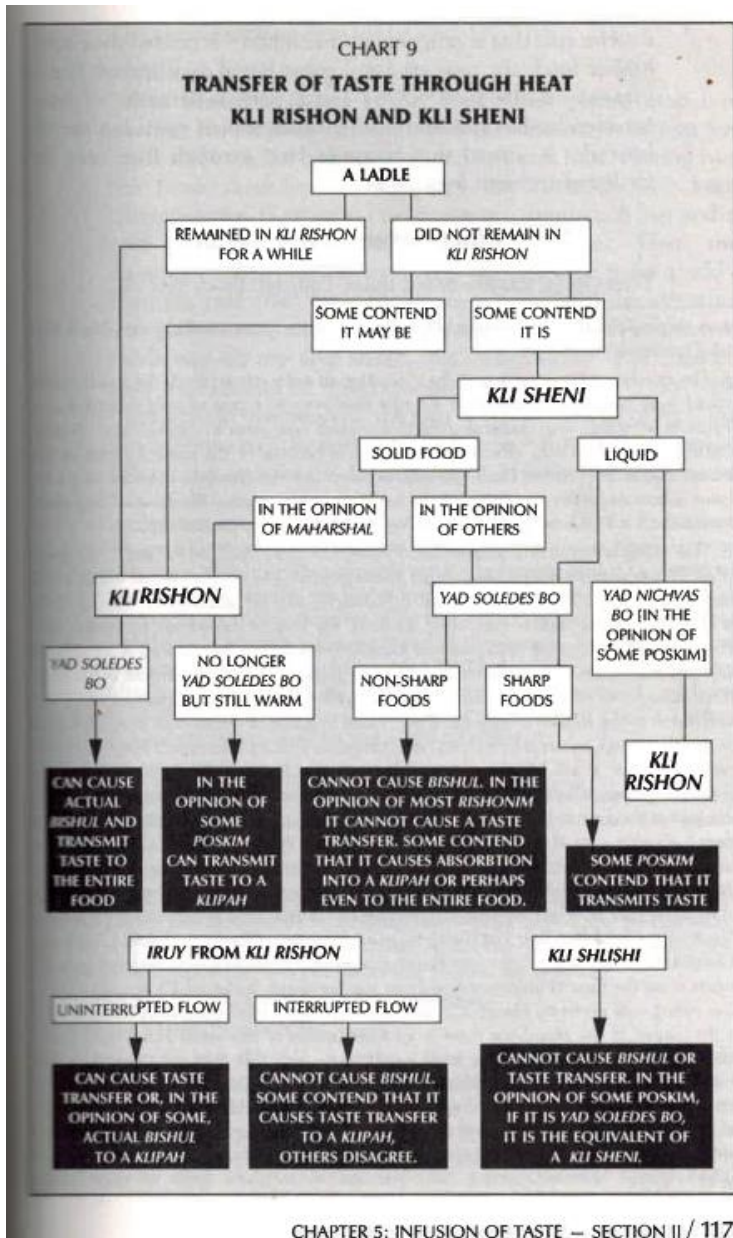 CHART 9
TRANSFER OF TASTE THROUGH HEAT
KLI RISHON AND KLI SHENI
A LADLE
REMAINED IN KLI RISHON
FOR A WHILE
DID NOT REMAIN IN
KLI RISHON
SOME CONTEND
IT MAY BE
SOME CONTEND
IT IS
KLI SHENI
SOLID FOOD
LIQUID
IN THE OPINION
OF MAHARSHAL
IN THE OPINION
OF OTHERS
KLI RISHON
YAD SOLEDES BO
YAD NICHVAS
BO [IN THE
OPINION OF
SOME POSKIM]
YAD SOLEDES
BO
NO LONGER
YAD SOLEDES BO
BUT STILL WARM
NON-SHARP
FOODS
SHARP
FOODS
KLI
RISHON
CAN CAUSE
ACTUAL
BISHUL AND
TRANSMIT
TASTE TO
THE ENTIRE
FOOD
IN THE
OPINION OF
SOME
POSKIM
CAN TRANSMIT
TASTE TO A
KLIPAH
CANNOT CAUSE BISHUL. IN THE
OPINION OF MOST RISHONIM
IT CANNOT CAUSE A TASTE
TRANSFER. SOME CONTEND
THAT IT CAUSES ABSORBTION
INTO A KLIPAH OR PERHAPS
EVEN TO THE ENTIRE FOOD.
SOME POSKIM
CONTEND THAT IT
TRANSMITS TASTE
IRUY FROM KLI RISHON
KLI SHLISHI
UNINTERRUPTED FLOW
INTERRUPTED FLOW
CAN CAUSE TASTE
TRANSFER OR, IN THE
OPINION OF SOME,
ACTUAL BISHUL
TO A KLIPAH
CANNOT CAUSE BISHUL.
SOME CONTEND THAT IT
CAUSES TASTE TRANSFER
TO A KLIPAH,
OTHERS DISAGREE.
CANNOT CAUSE BISHUL OR
TASTE TRANSFER. IN THE
OPINION OF SOME POSKIM,
IF IT IS YAD SOLEDES BO,
IT IS THE EQUIVALENT OF
A KLI SHENI.
CHAPTER 5: INFUSION OF TASTE — SECTION II / 117